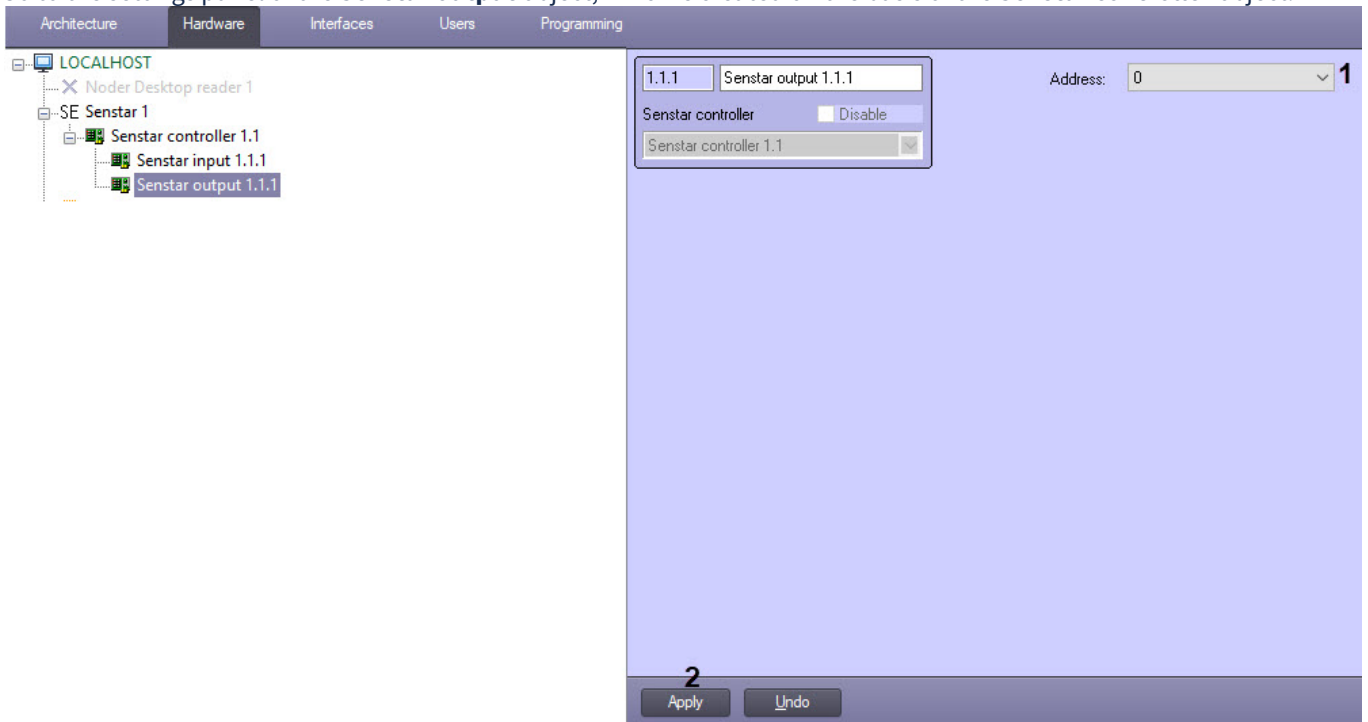 Architecture Hardware Interfaces Users Programming
LOCALHOST
Noder Desktop reader 1
SE Senstar 1
Senstar controller 1.1
Senstar input 1.1.1
Senstar output 1.1.1
1.1.1 Senstar output 1.1.1
Senstar controller Disable
Senstar controller 1.1
Address: 0 1
2
Apply Undo